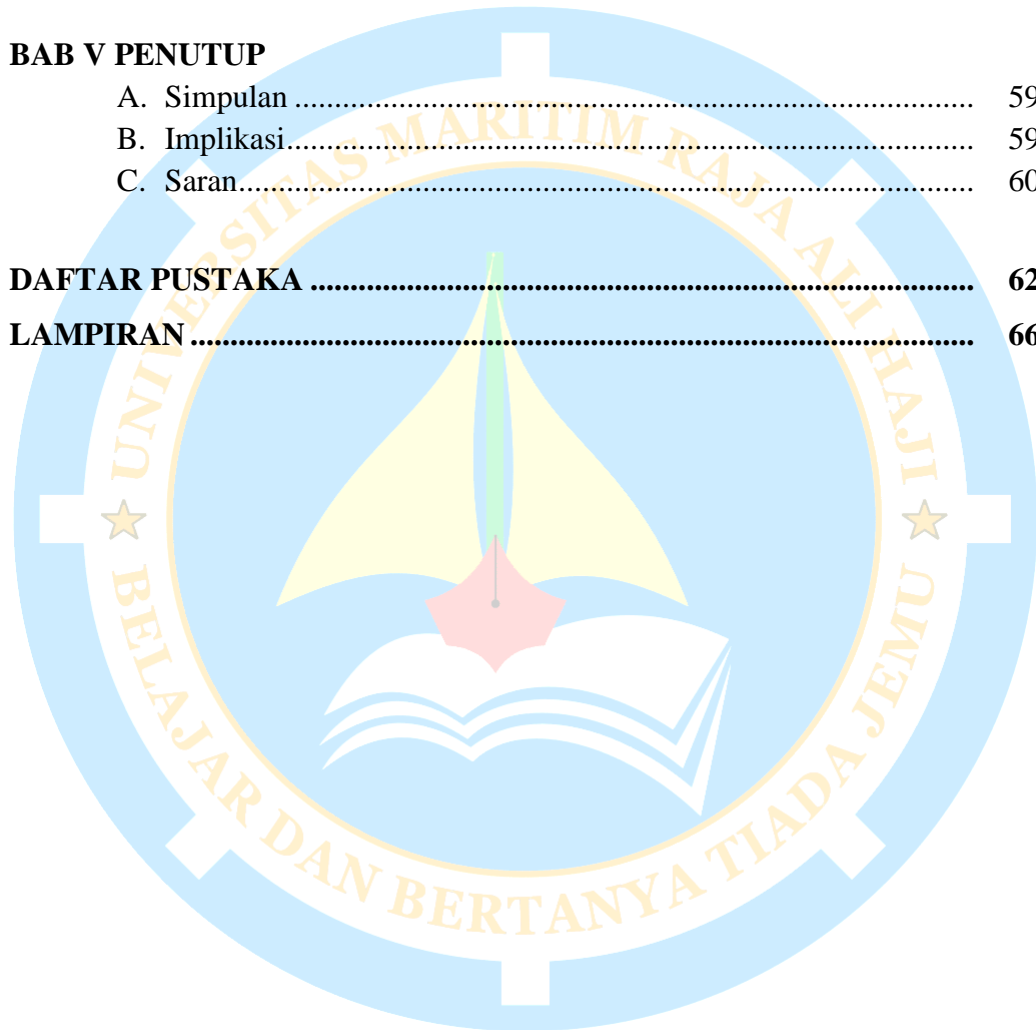 BAB V PENUTUP
A. Simpulan ........................................................................ 59
B. Implikasi........................................................................ 59
C. Saran.............................................................................. 60
DAFTAR PUSTAKA ...................................................................... 62
LAMPIRAN ................................................................................... 66
UNIVERSITAS MARITIM RAJA ALI HAJI
BELAJAR DAN BERTANYA TIADA JEMU